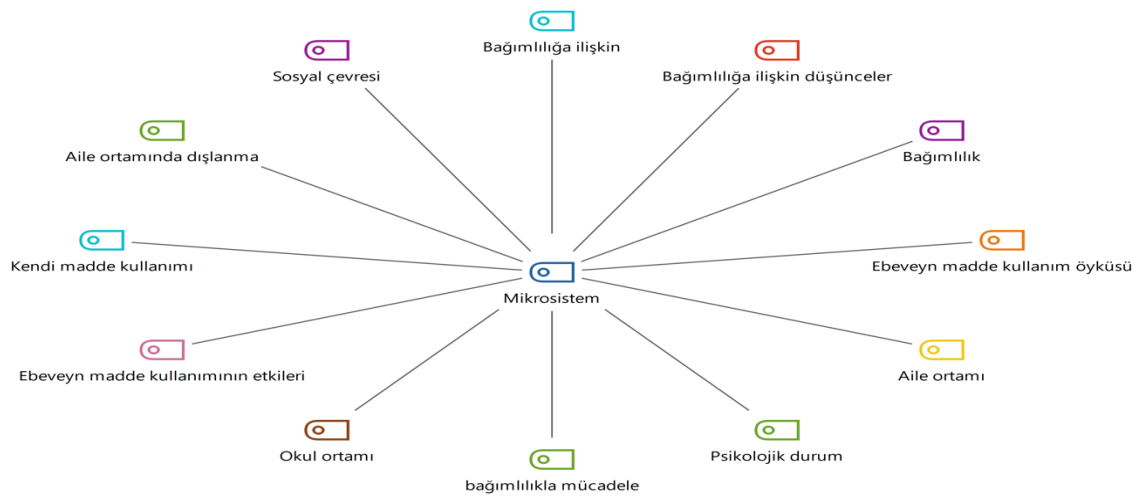 Bağımlılığa ilişkin
Sosyal çevresi
Bağımlılığa ilişkin düşünceler
Aile ortamında dışlanma
Bağımlılık
Kendi madde kullanımı
Ebeveyn madde kullanım öyküsü
Mikrosistem
Ebeveyn madde kullanımının etkileri
Aile ortamı
Okul ortamı
Psikolojik durum
bağımlılıkla mücadele